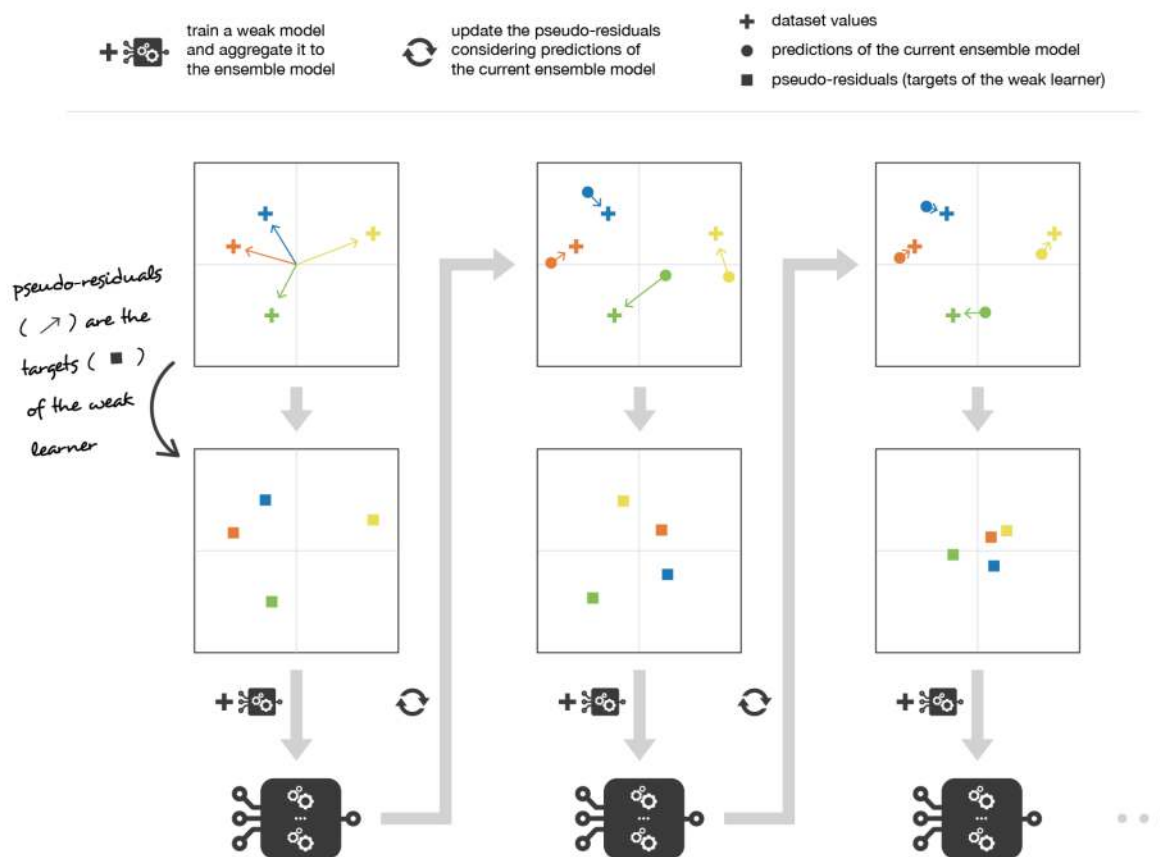 train a weak model
and aggregate it to
the ensemble model
update the pseudo-residuals
considering predictions of
the current ensemble model
dataset values
predictions of the current ensemble model
pseudo-residuals (targets of the weak learner)
pseudo-residuals
( ↗ ) are the
targets ( ■ )
of the weak
learner